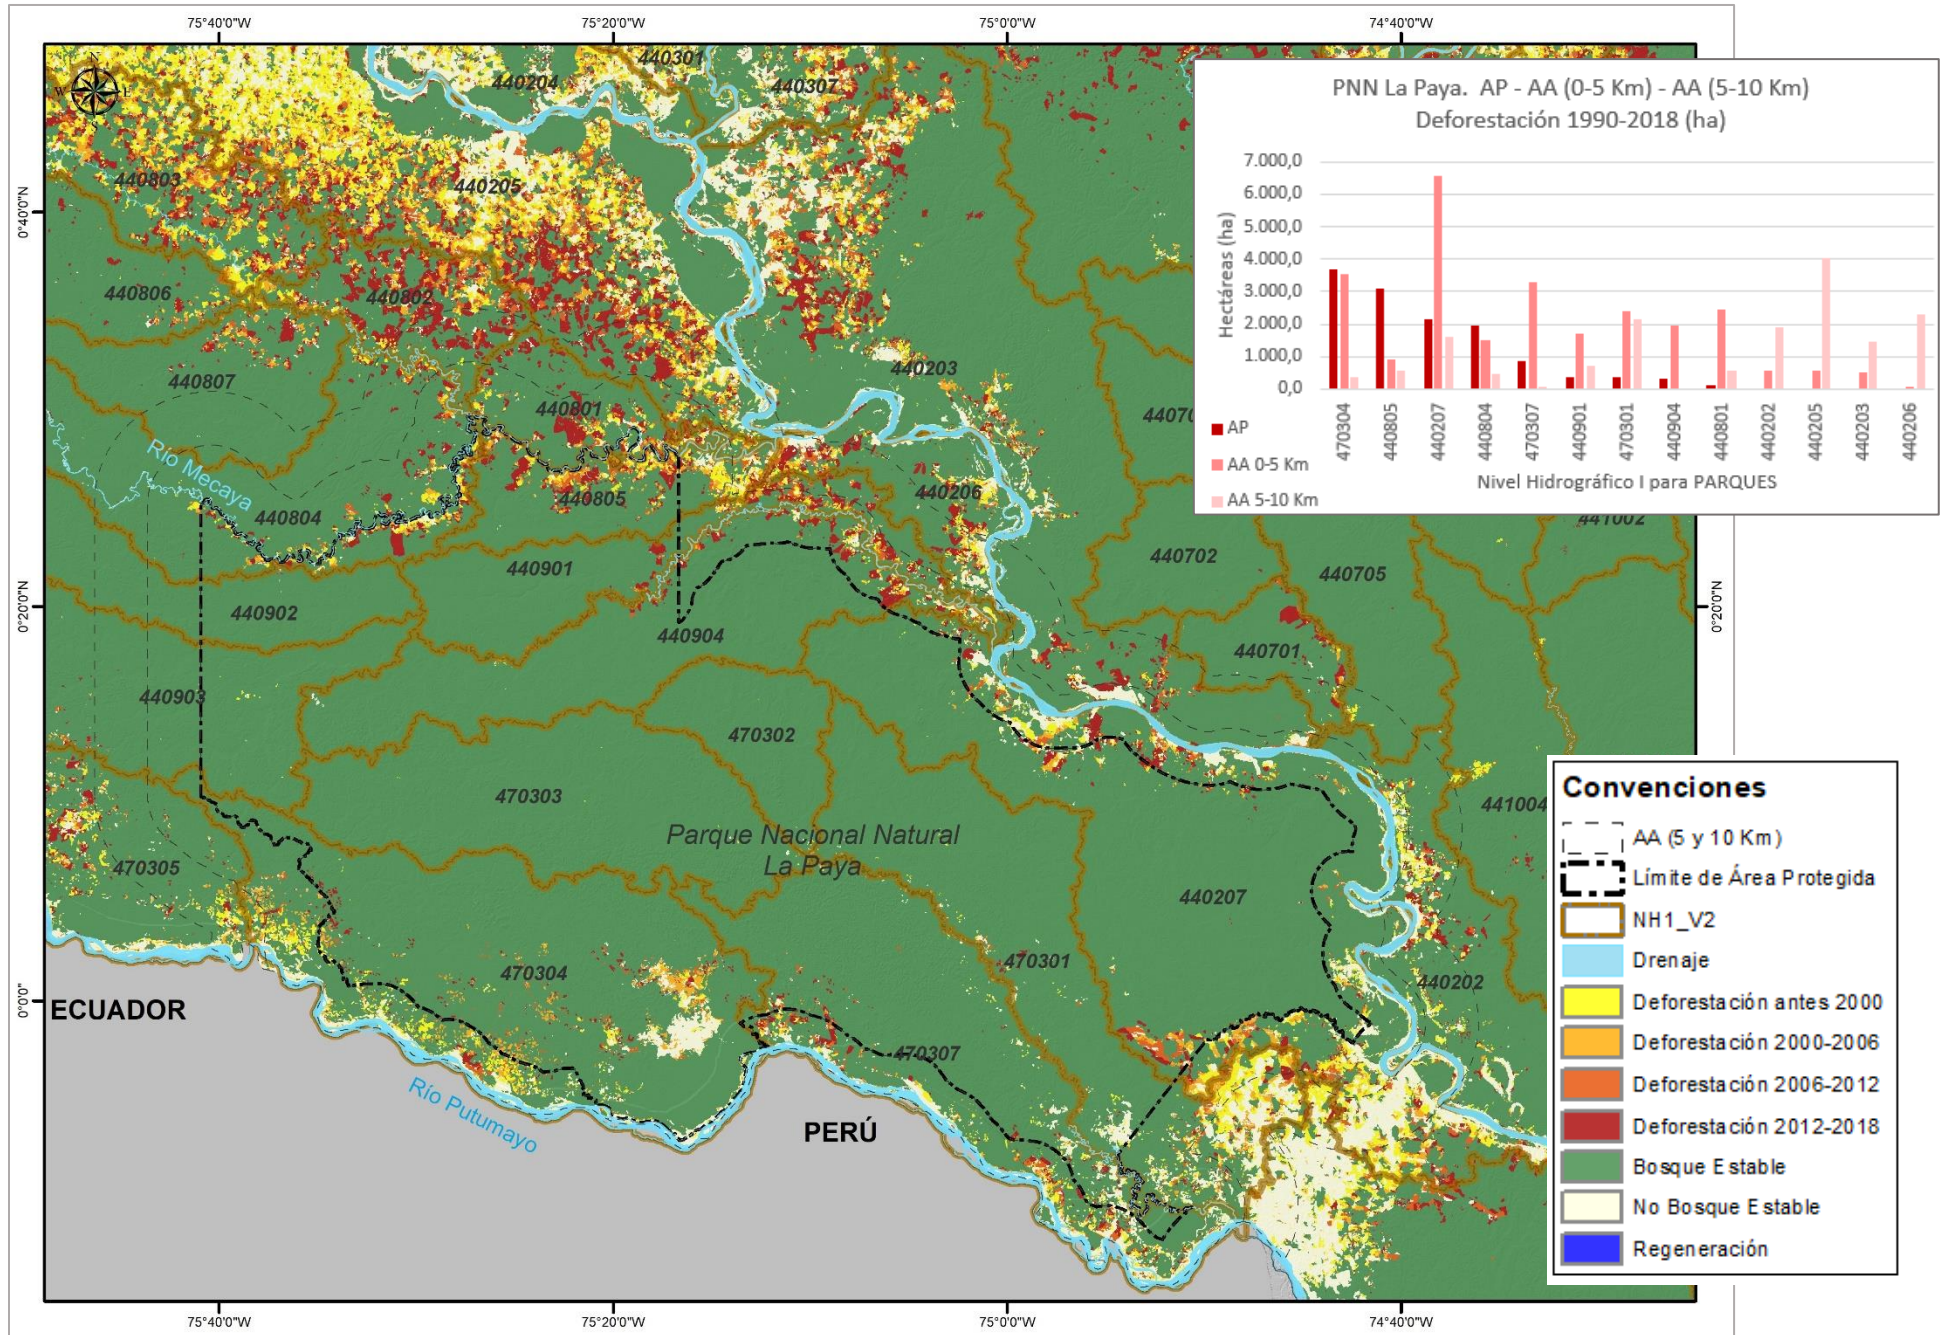 75°40'0"W
75°20'0"W
75°0'0"W
74°40'0"W
N
W
E
S
440204
440301
440307
440803
440205
0°40'0"N
440806
440802
440807
440203
440801
Río Mecaya
440206
440805
440804
441002
440901
440702
440705
0°20'0"N
0°20'0"N
440902
440904
440701
440903
470302
470303
441004
Parque Nacional Natural
La Paya
470305
440207
470304
470301
440202
0°0'0"
ECUADOR
470307
Río Putumayo
PERÚ
75°40'0"W
75°20'0"W
75°0'0"W
74°40'0"W
PNN La Paya. AP - AA (0-5 Km) - AA (5-10 Km)
Deforestación 1990-2018 (ha)
Hectáreas (ha)
7.000,0
6.000,0
5.000,0
4.000,0
3.000,0
2.000,0
1.000,0
0,0
470304
440805
440207
440804
470307
440901
470301
440904
440801
440202
440205
440203
440206
AP
AA 0-5 Km
AA 5-10 Km
Nivel Hidrográfico I para PARQUES
Convenciones
AA (5 y 10 Km)
Límite de Área Protegida
NH1_V2
Drenaje
Deforestación antes 2000
Deforestación 2000-2006
Deforestación 2006-2012
Deforestación 2012-2018
Bosque Estable
No Bosque Estable
Regeneración